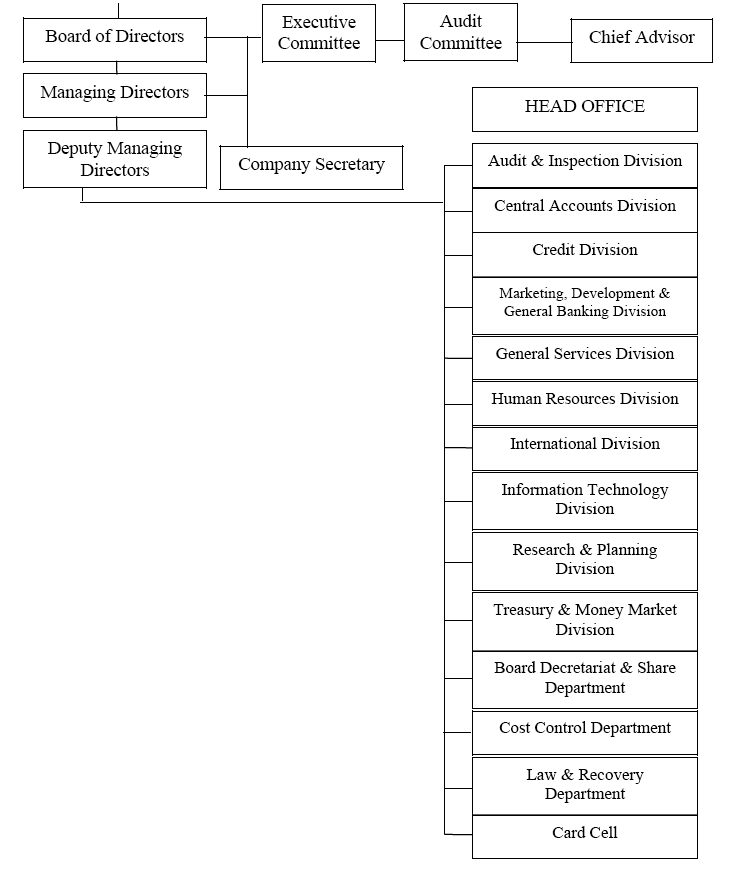 Board of Directors
Executive
Committee
Audit
Committee
Chief Advisor
Managing Directors
Deputy Managing
Directors
Company Secretary
HEAD OFFICE
Audit & Inspection Division
Central Accounts Division
Credit Division
Marketing, Development &
General Banking Division
General Services Division
Human Resources Division
International Division
Information Technology
Division
Research & Planning
Division
Treasury & Money Market
Division
Board Decretariat & Share
Department
Cost Control Department
Law & Recovery
Department
Card Cell